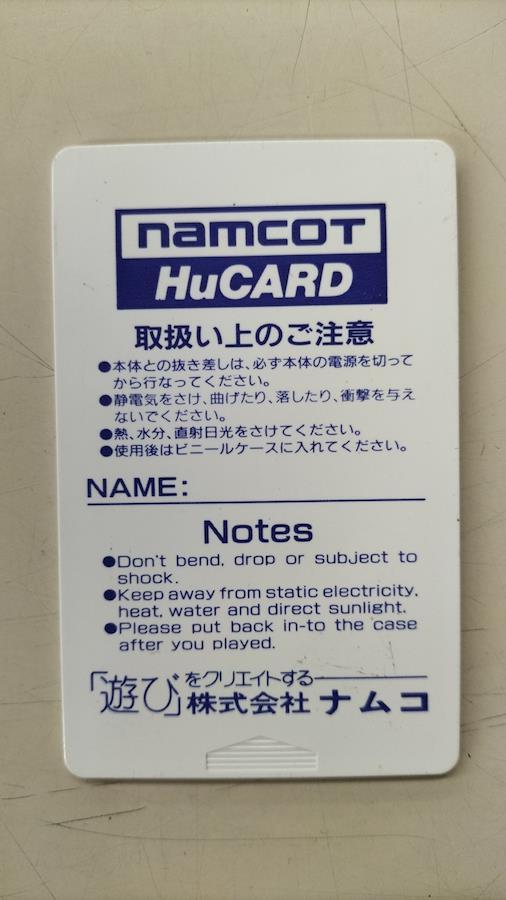 namcot
HuCARD
取扱い上のご注意
●本体との抜き差しは、必ず本体の電源を切って
から行なってください。
●静電気をさけ、曲げたり、落したり、衝撃を与え
ないでください。
●熱、水分、直射日光をさけてください。
●使用後はビニールケースに入れてください。
NAME:
Notes
●Don't bend, drop or subject to
shock.
●Keep away from static electricity,
heat, water and direct sunlight.
●Please put back in-to the case
after you played.
「遊び」をクリエイトする
株式会社 ナムコ